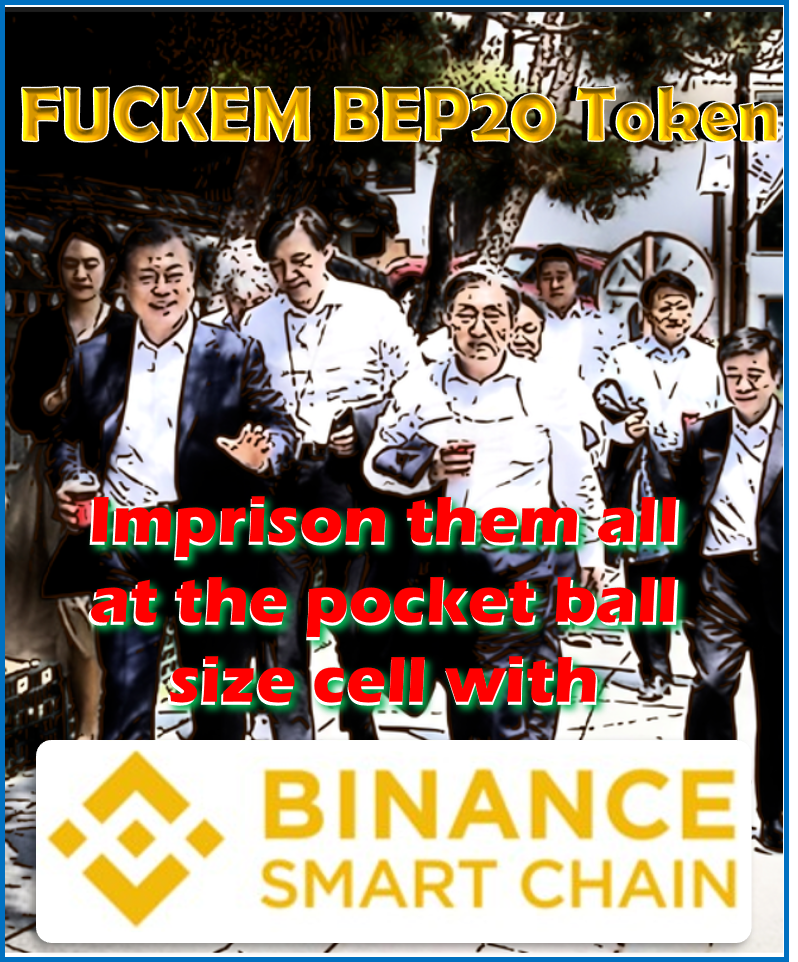 FUCKEM BEP20 Token
Imprison them all
at the pocket ball
size cell with
BINANCE
SMART CHAIN